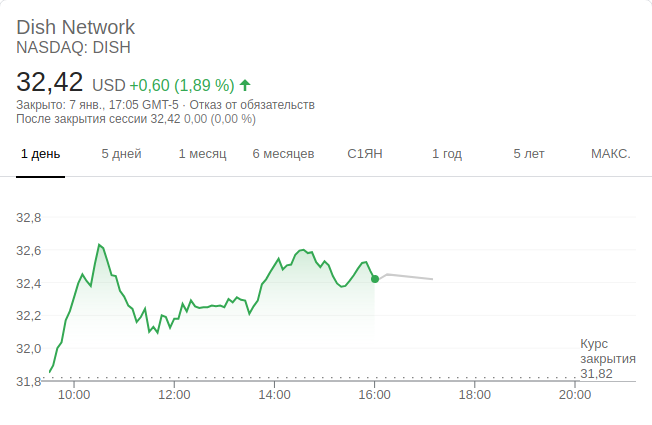 Dish Network
NASDAQ: DISH
32,42 USD +0,60 (1,89 %) ↑
Закрыто: 7 янв., 17:05 GMT-5 · Отказ от обязательств
После закрытия сессии 32,42 0,00 (0,00 %)
1 день 5 дней 1 месяц 6 месяцев С1ЯН 1 год 5 лет МАКС.
32,8
32,6
32,4
32,2
32,0
31,8
Курс
закрытия
31,82
10:00 12:00 14:00 16:00 18:00 20:00